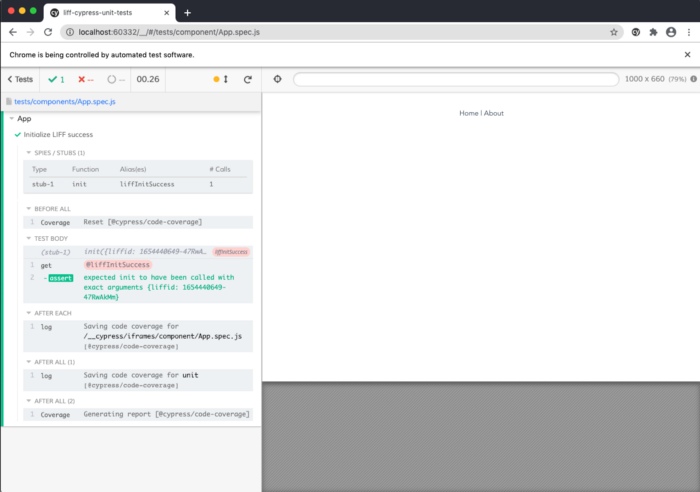 liff-cypress-unit-tests
localhost:60332/__/#/tests/component/App.spec.js
Chrome is being controlled by automated test software.
Tests 1 -- -- 00.26 1000 x 660 (79%)
tests/components/App.spec.js
Home | About
App
Initialize LIFF success
SPIES / STUBS (1)
Type Function Alias(es) # Calls
stub-1 init liffInitSuccess 1
BEFORE ALL
1 Coverage Reset [@cypress/code-coverage]
TEST BODY
(stub-1) init({liffid: 1654440649-47RwA… liffInitSuccess
1 get @liffInitSuccess
2 -assert expected init to have been called with
exact arguments {liffid: 1654440649-
47RwAkMm}
AFTER EACH
1 log Saving code coverage for
/__cypress/iframes/component/App.spec.js
[@cypress/code-coverage]
AFTER ALL (1)
1 log Saving code coverage for unit
[@cypress/code-coverage]
AFTER ALL (2)
1 Coverage Generating report [@cypress/code-coverage]